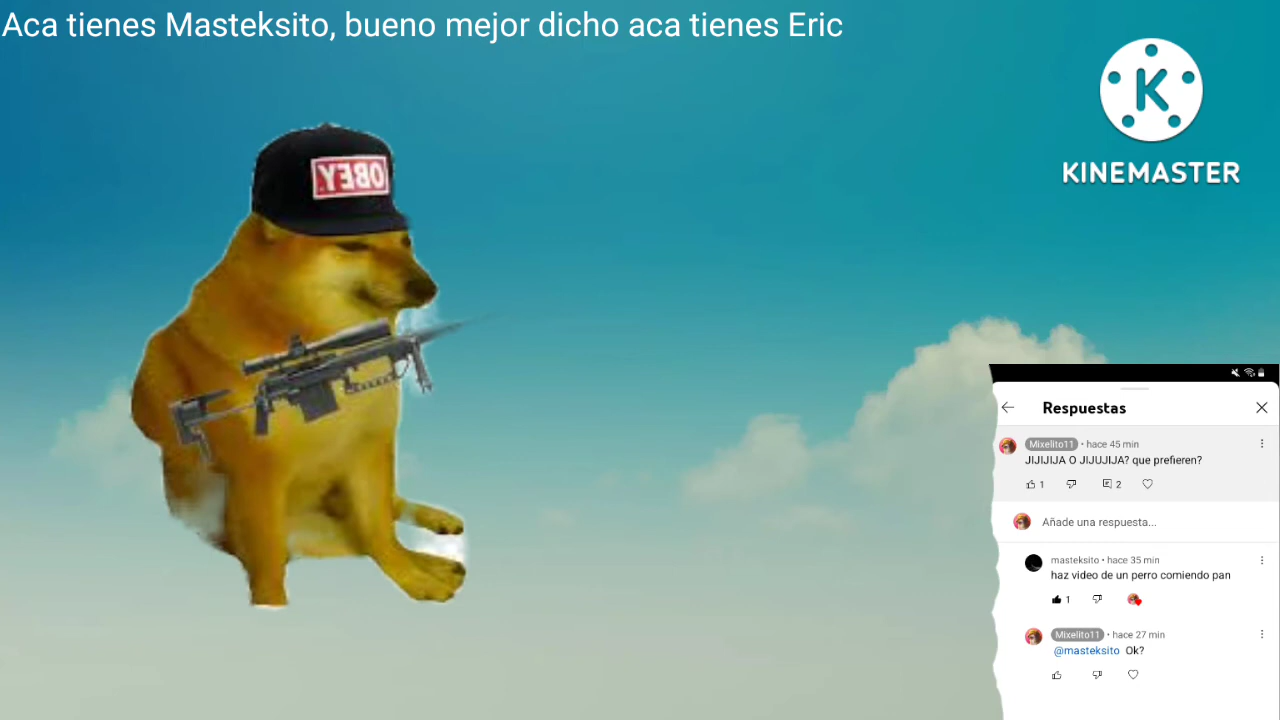 Aca tienes Masteksito, bueno mejor dicho aca tienes Eric
K
KINEMASTER
OBEY
Respuestas
Mixelito11 • hace 45 min
JIJIJIJA O JIJUJIJA? que prefieren?
1 2
Añade una respuesta...
masteksito • hace 35 min
haz video de un perro comiendo pan
1
Mixelito11 • hace 27 min
@masteksito Ok?